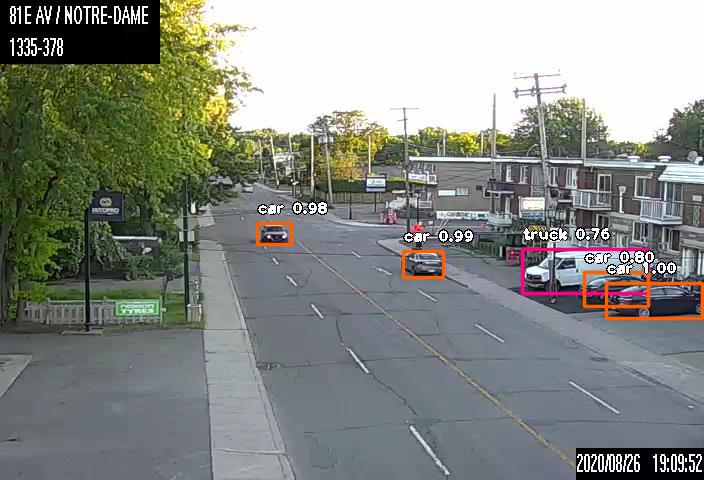 81E AV / NOTRE-DAME
1335-378
car 0.98
car 0.99
truck 0.76
car 0.80
car 1.00
2020/08/26 19:09:52